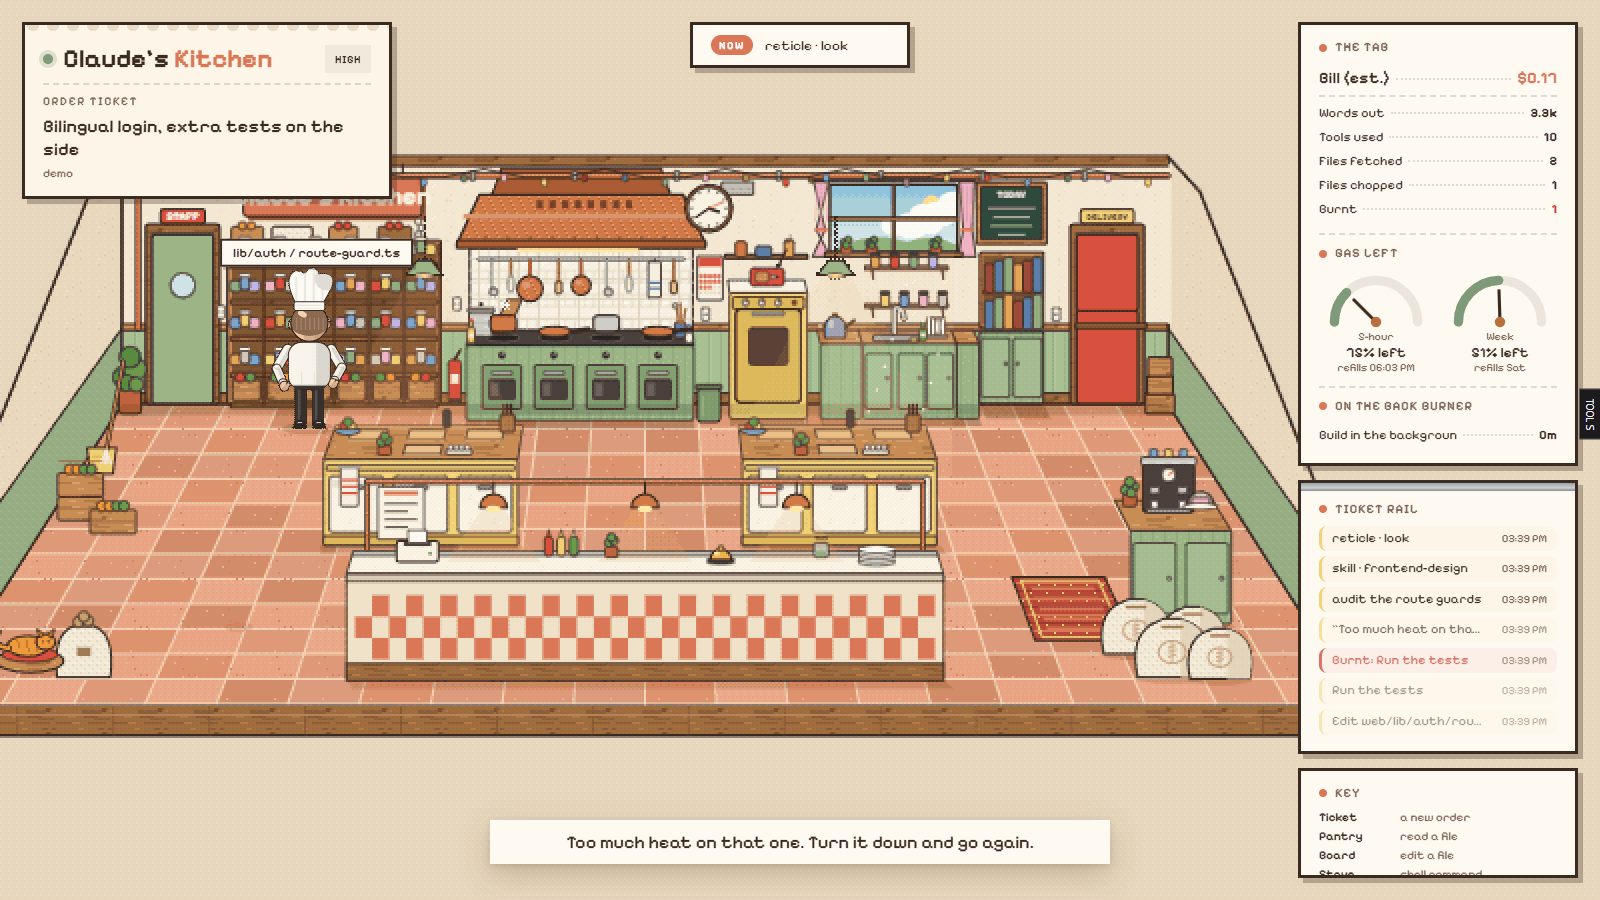 Claude's Kitchen
HIGH
ORDER TICKET
Bilingual login, extra tests on the
side
demo
NOW reticle · look
STAFF
lib/auth / route-guard.ts
TODAY
DELIVERY
THE TAB
Bill (est.) $0.17
Words out 3.3k
Tools used 10
Files fetched 8
Files chopped 1
Burnt 1
GAS LEFT
5-hour
78% left
refills 06:03 PM
Week
81% left
refills Sat
ON THE BACK BURNER
Build in the backgroun 0m
TOOLS
TICKET RAIL
reticle · look 03:39 PM
skill · frontend-design 03:39 PM
audit the route guards 03:39 PM
"Too much heat on tha... 03:39 PM
Burnt: Run the tests 03:39 PM
Run the tests 03:39 PM
Edit web/lib/auth/rou... 03:39 PM
KEY
Ticket a new order
Pantry read a file
Board edit a file
Stove shell command
Too much heat on that one. Turn it down and go again.